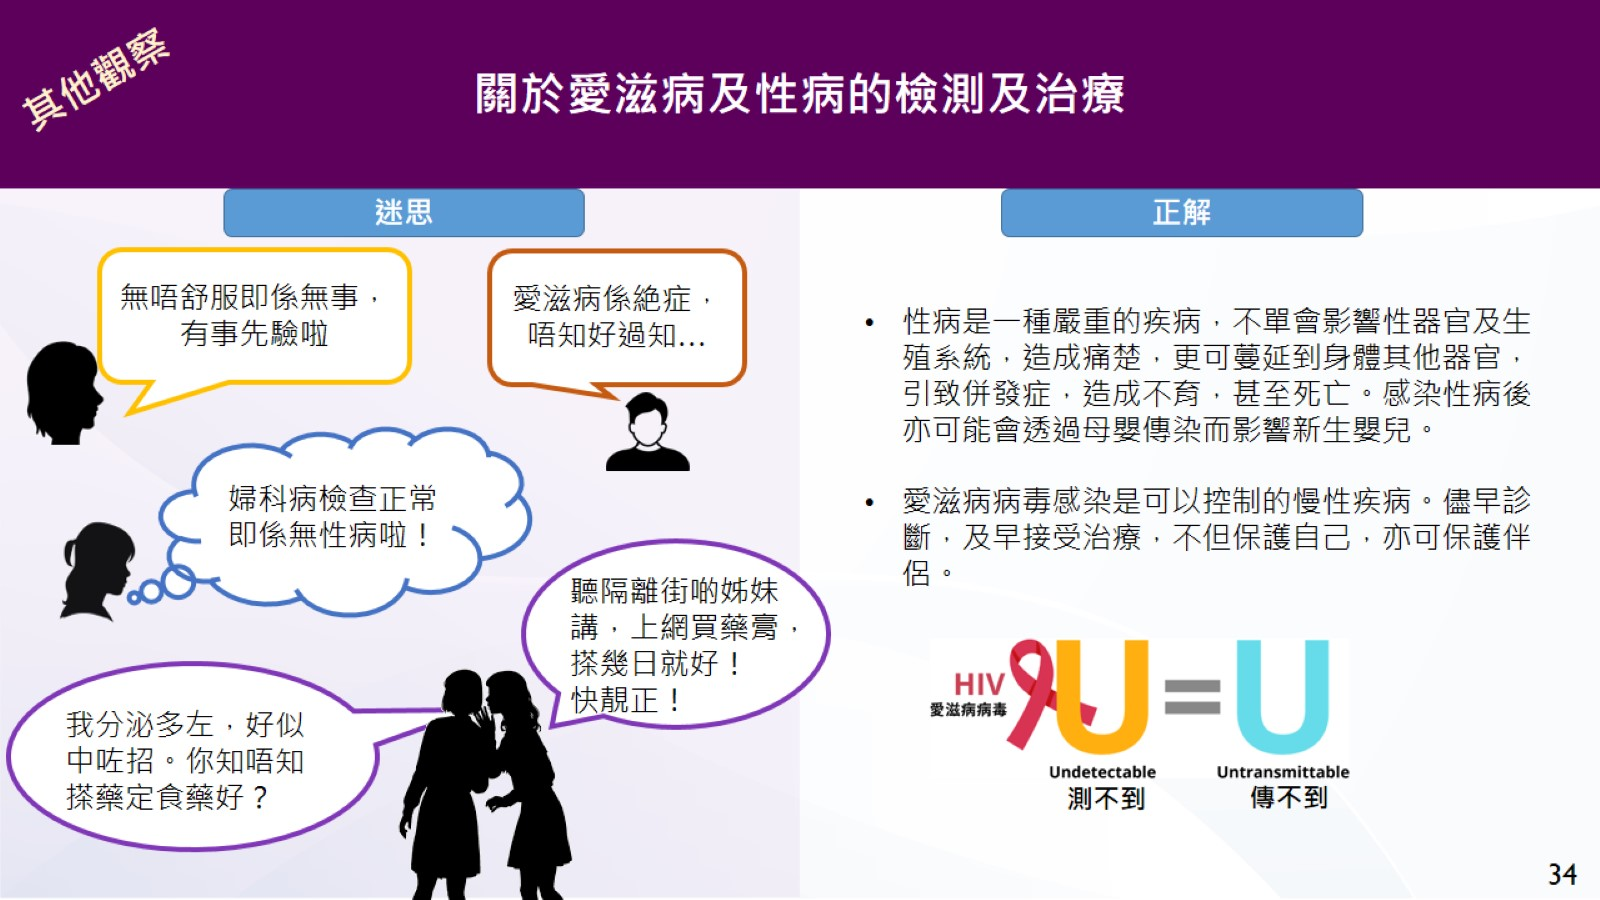 其他觀察
關於愛滋病及性病的檢測及治療
迷思
無唔舒服即係無事，
有事先驗啦
愛滋病係絕症，
唔知好過知...
婦科病檢查正常
即係無性病啦！
聽隔離街啲姊妹
講，上網買藥膏，
搽幾日就好！
快靚正！
我分泌多左，好似
中咗招。你知唔知
搽藥定食藥好？
正解
• 性病是一種嚴重的疾病，不單會影響性器官及生
殖系統，造成痛楚，更可蔓延到身體其他器官，
引致併發症，造成不育，甚至死亡。感染性病後
亦可能會透過母嬰傳染而影響新生嬰兒。
• 愛滋病病毒感染是可以控制的慢性疾病。儘早診
斷，及早接受治療，不但保護自己，亦可保護伴
侶。
HIV
愛滋病病毒
U=U
Undetectable
測不到
Untransmittable
傳不到
34